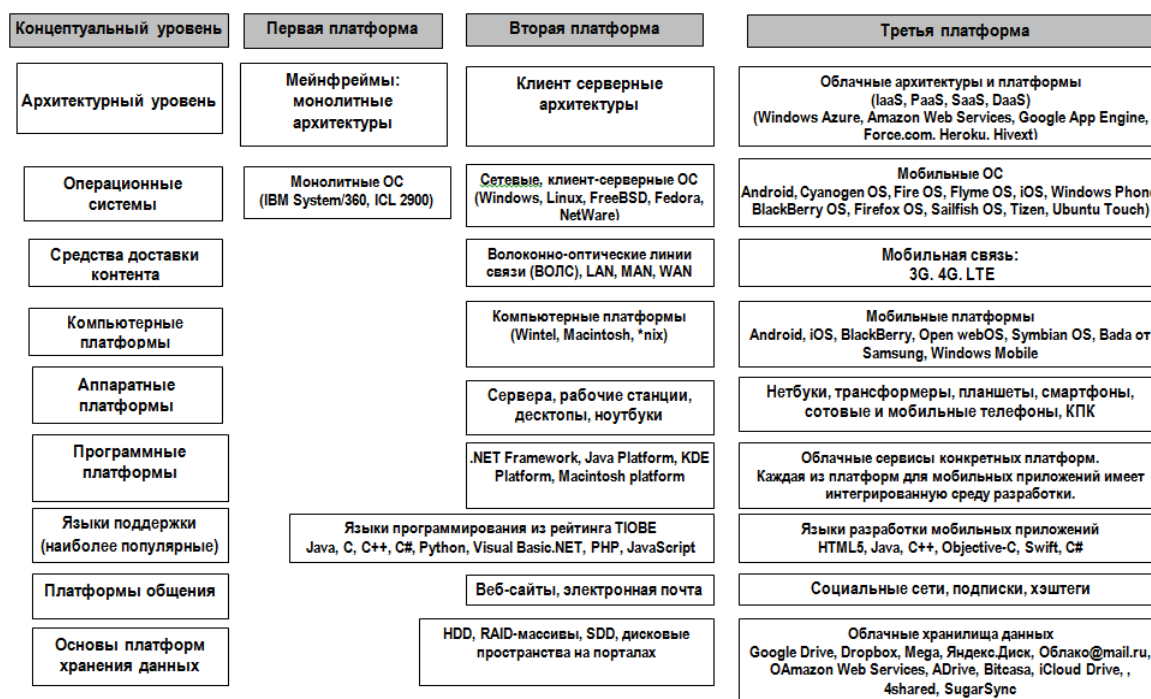 Концептуальный уровень
Первая платформа
Вторая платформа
Третья платформа
Архитектурный уровень
Мейнфреймы:
монолитные
архитектуры
Клиент серверные
архитектуры
Облачные архитектуры и платформы
(IaaS, PaaS, SaaS, DaaS)
(Windows Azure, Amazon Web Services, Google App Engine,
Force.com. Heroku. Hivext)
Операционные
системы
Монолитные ОС
(IBM System/360, ICL 2900)
Сетевые, клиент-серверные ОС
(Windows, Linux, FreeBSD, Fedora,
NetWare)
Мобильные ОС
Android, Cyanogen OS, Fire OS, Flyme OS, iOS, Windows Phone
BlackBerry OS, Firefox OS, Sailfish OS, Tizen, Ubuntu Touch)
Средства доставки
контента
Волоконно-оптические линии
связи (ВОЛС), LAN, MAN, WAN
Мобильная связь:
3G. 4G. LTE
Компьютерные
платформы
Компьютерные платформы
(Wintel, Macintosh, *nix)
Мобильные платформы
Android, iOS, BlackBerry, Open webOS, Symbian OS, Bada от
Samsung, Windows Mobile
Аппаратные
платформы
Сервера, рабочие станции,
десктопы, ноутбуки
Нетбуки, трансформеры, планшеты, смартфоны,
сотовые и мобильные телефоны, КПК
Программные
платформы
.NET Framework, Java Platform, KDE
Platform, Macintosh platform
Облачные сервисы конкретных платформ.
Каждая из платформ для мобильных приложений имеет
интегрированную среду разработки.
Языки поддержки
(наиболее популярные)
Языки программирования из рейтинга TIOBE
Java, C, C++, C#, Python, Visual Basic.NET, PHP, JavaScript
Языки разработки мобильных приложений
HTML5, Java, C++, Objective-C, Swift, C#
Платформы общения
Веб-сайты, электронная почта
Социальные сети, подписки, хэштеги
Основы платформ
хранения данных
HDD, RAID-массивы, SDD, дисковые
пространства на порталах
Облачные хранилища данных
Google Drive, Dropbox, Mega, Яндекс.Диск, Облако@mail.ru,
OAmazon Web Services, ADrive, Bitcasa, iCloud Drive, ,
4shared, SugarSync